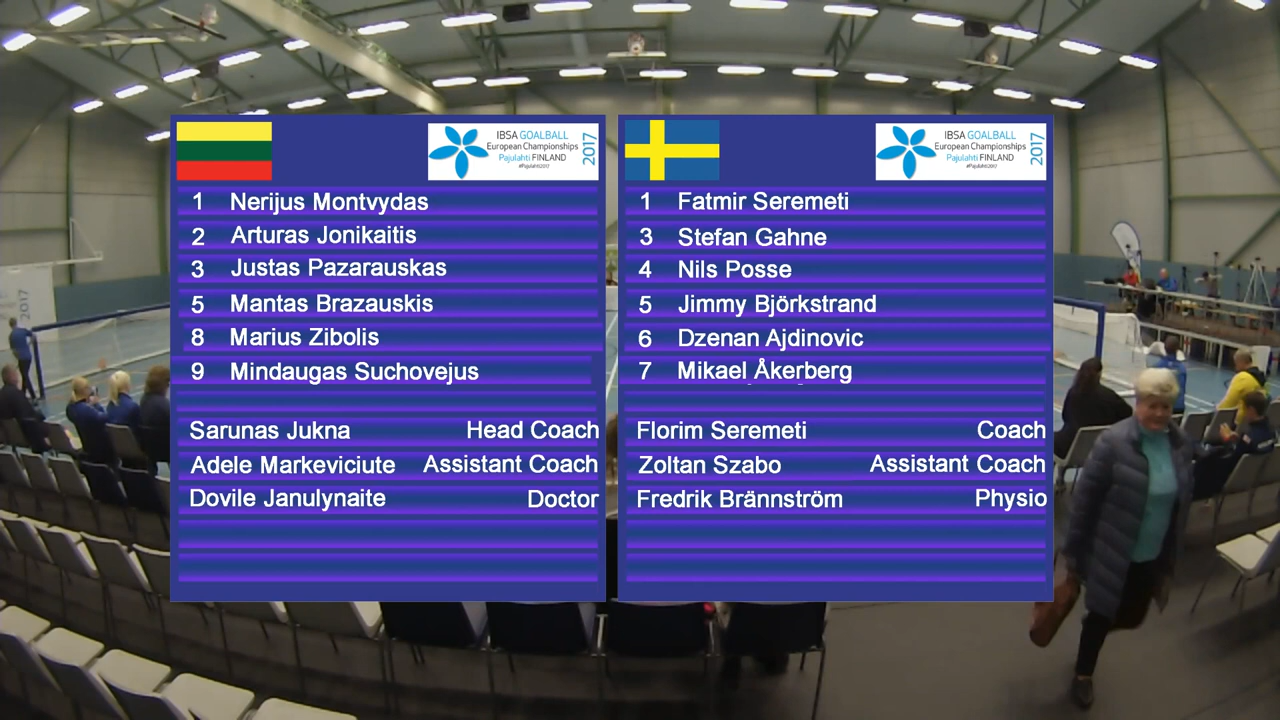 IBSA GOALBALL
European Championships
Pajulahti FINLAND
#Pajulahti2017
2017
1 Nerijus Montvydas
2 Arturas Jonikaitis
3 Justas Pazarauskas
5 Mantas Brazauskis
8 Marius Zibolis
9 Mindaugas Suchovejus
Sarunas Jukna Head Coach
Adele Markeviciute Assistant Coach
Dovile Janulynaite Doctor
IBSA GOALBALL
European Championships
Pajulahti FINLAND
#Pajulahti2017
2017
1 Fatmir Seremeti
3 Stefan Gahne
4 Nils Posse
5 Jimmy Björkstrand
6 Dzenan Ajdinovic
7 Mikael Åkerberg
Florim Seremeti Coach
Zoltan Szabo Assistant Coach
Fredrik Brännström Physio
2017